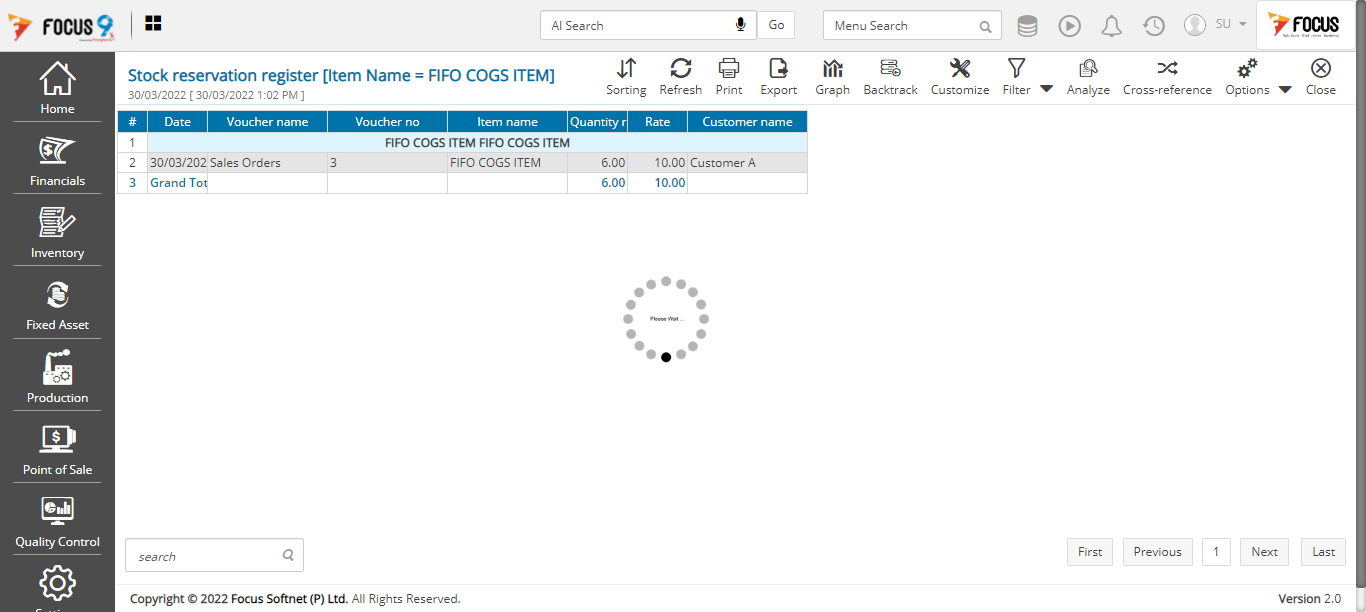 FOCUS 9
AI Search
Go
Menu Search
SU
FOCUS
Home
Financials
Inventory
Fixed Asset
Production
Point of Sale
Quality Control
Stock reservation register [Item Name = FIFO COGS ITEM]
30/03/2022 [ 30/03/2022 1:02 PM ]
Sorting Refresh Print Export Graph Backtrack Customize Filter Analyze Cross-reference Options Close
# Date Voucher name Voucher no Item name Quantity r Rate Customer name
1 FIFO COGS ITEM FIFO COGS ITEM
2 30/03/202 Sales Orders 3 FIFO COGS ITEM 6.00 10.00 Customer A
3 Grand Tot 6.00 10.00
Please Wait ...
search
First Previous 1 Next Last
Copyright © 2022 Focus Softnet (P) Ltd. All Rights Reserved.
Version 2.0